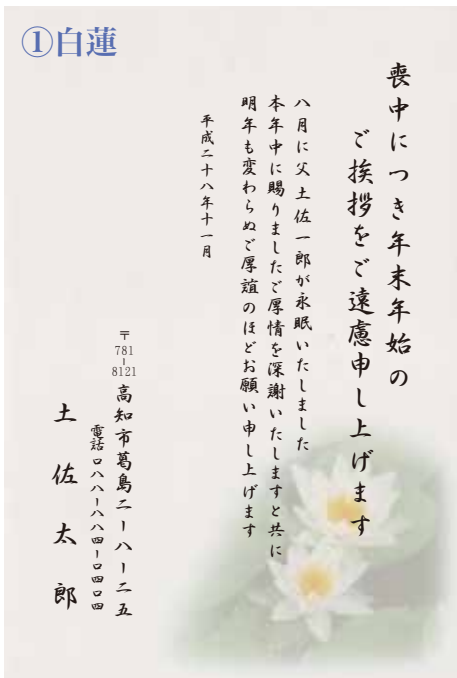 ①白蓮
喪中につき年末年始の
ご挨拶をご遠慮申し上げます
八月に父 土佐一郎が永眠いたしました
本年中に賜りましたご厚情を深謝いたしますと共に
明年も変わらぬご厚誼のほどお願い申し上げます
平成二十八年十一月
〒781-8121 高知市葛島二ー八ー二五
電話〇八八ー八八四ー〇四〇四
土佐太郎